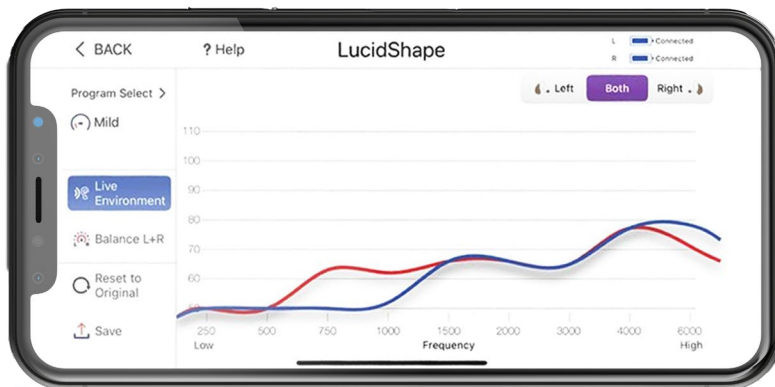 BACK
? Help
LucidShape
L Connected
R Connected
Program Select >
Mild
Left
Both
Right
Live
Environment
Balance L+R
Reset to
Original
Save
110
100
90
80
70
60
50
250
500
750
1000
1500
2000
3000
4000
6000
Low
Frequency
High